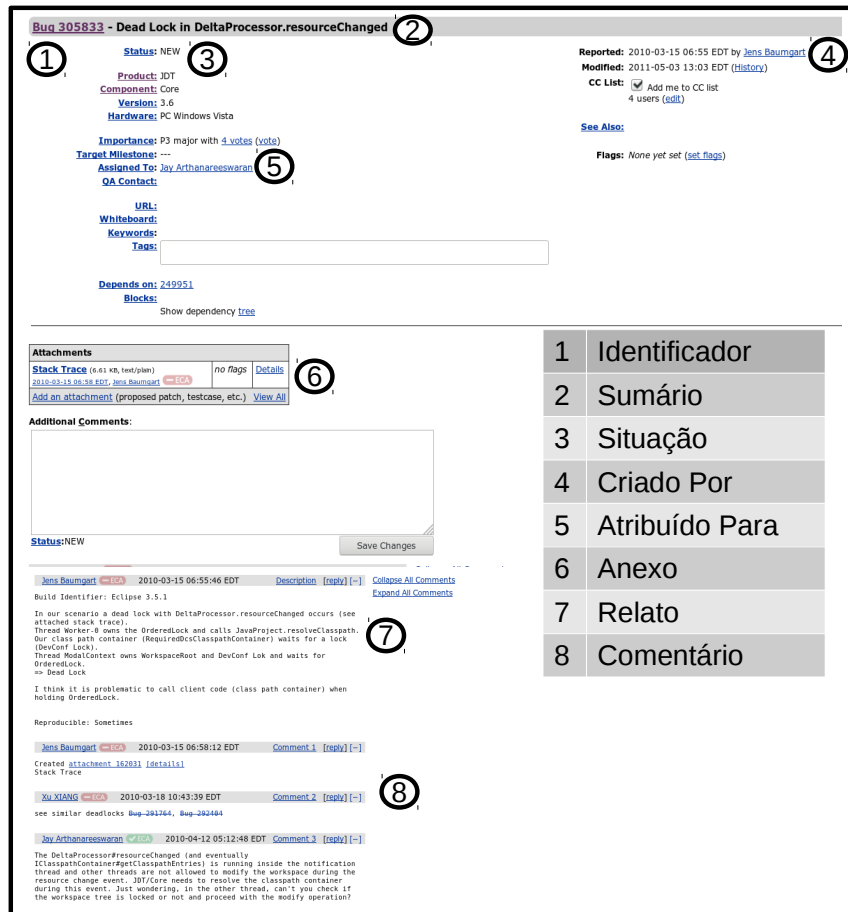 Bug 305833 - Dead Lock in DeltaProcessor.resourceChanged
2
1
Status: NEW
3
Product: JDT
Component: Core
Version: 3.6
Hardware: PC Windows Vista
Importance: P3 major with 4 votes (vote)
Target Milestone: ---
Assigned To: Jay Arthanareeswaran
5
QA Contact:
URL:
Whiteboard:
Keywords:
Tags:
Depends on: 249951
Blocks:
Show dependency tree
Reported: 2010-03-15 06:55 EDT by Jens Baumgart
4
Modified: 2011-05-03 13:03 EDT (History)
CC List: Add me to CC list
4 users (edit)
See Also:
Flags: None yet set (set flags)
Attachments
Stack Trace (6.61 KB, text/plain) no flags Details
2010-03-15 06:58 EDT, Jens Baumgart ECA
Add an attachment (proposed patch, testcase, etc.) View All
6
Additional Comments:
Status:NEW
Save Changes
Jens Baumgart ECA 2010-03-15 06:55:46 EDT Description [reply] [−]
Collapse All Comments
Expand All Comments
Build Identifier: Eclipse 3.5.1
In our scenario a dead lock with DeltaProcessor.resourceChanged occurs (see
attached stack trace).
Thread Worker-0 owns the OrderedLock and calls JavaProject.resolveClasspath.
Our class path container (RequiredDcsClasspathContainer) waits for a lock
(DevConf Lock).
Thread ModalContext owns WorkspaceRoot and DevConf Lok and waits for
OrderedLock.
=> Dead Lock
7
I think it is problematic to call client code (class path container) when
holding OrderedLock.
Reproducible: Sometimes
Jens Baumgart ECA 2010-03-15 06:58:12 EDT Comment 1 [reply] [−]
Created attachment 162031 [details]
Stack Trace
Xu XIANG ECA 2010-03-18 10:43:39 EDT Comment 2 [reply] [−]
8
see similar deadlocks Bug 291764, Bug 292404
Jay Arthanareeswaran ECA 2010-04-12 05:12:48 EDT Comment 3 [reply] [−]
The DeltaProcessor#resourceChanged (and eventually
IClasspathContainer#getClasspathEntries) is running inside the notification
thread and other threads are not allowed to modify the workspace during the
resource change event. JDT/Core needs to resolve the classpath container
during this event. Just wondering, in the other thread, can't you check if
the workspace tree is locked or not and proceed with the modify operation?
1 Identificador
2 Sumário
3 Situação
4 Criado Por
5 Atribuído Para
6 Anexo
7 Relato
8 Comentário